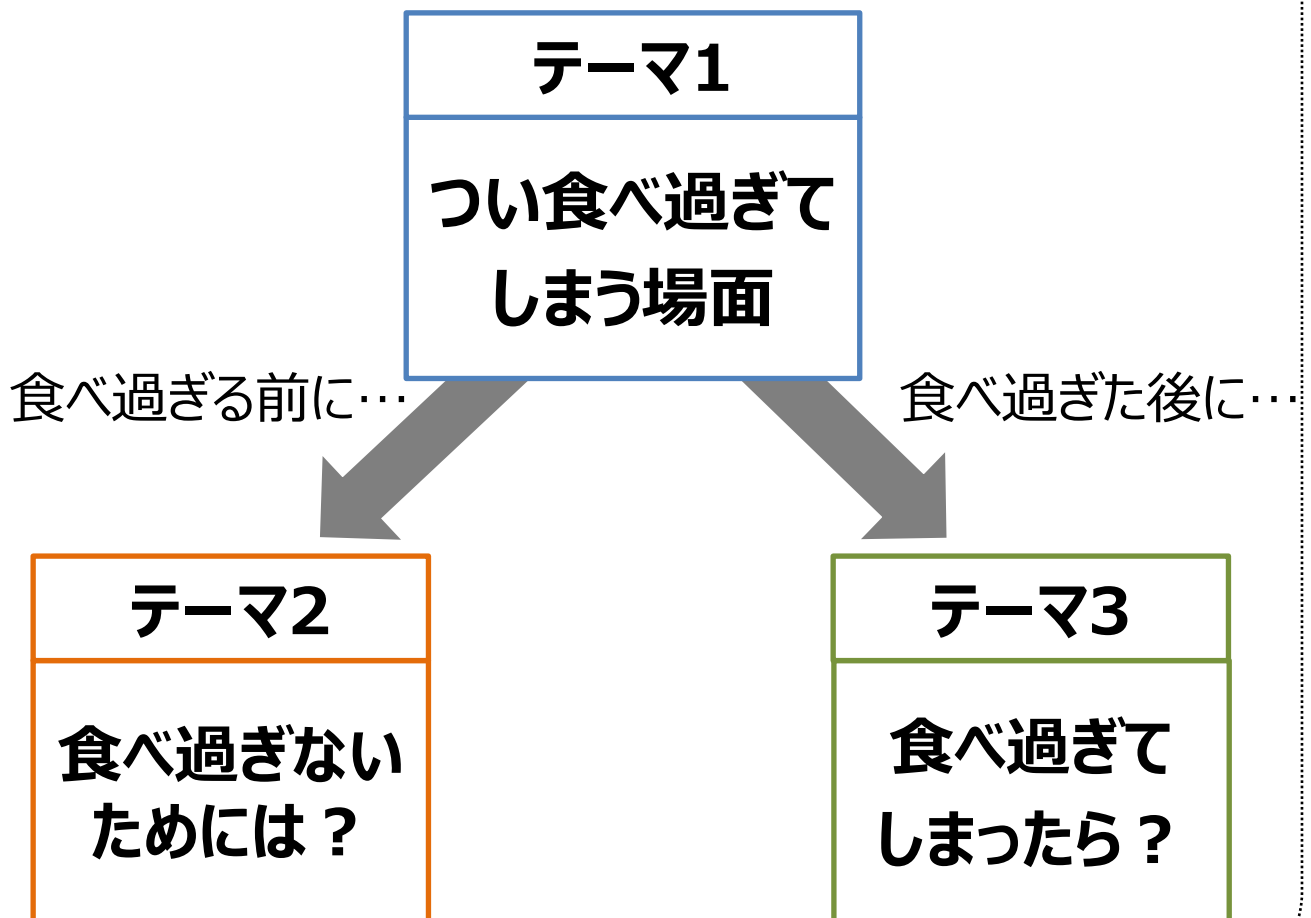 テーマ1
つい食べ過ぎて
しまう場面
食べ過ぎる前に…
食べ過ぎた後に…
テーマ2
食べ過ぎない
ためには？
テーマ3
食べ過ぎて
しまったら？